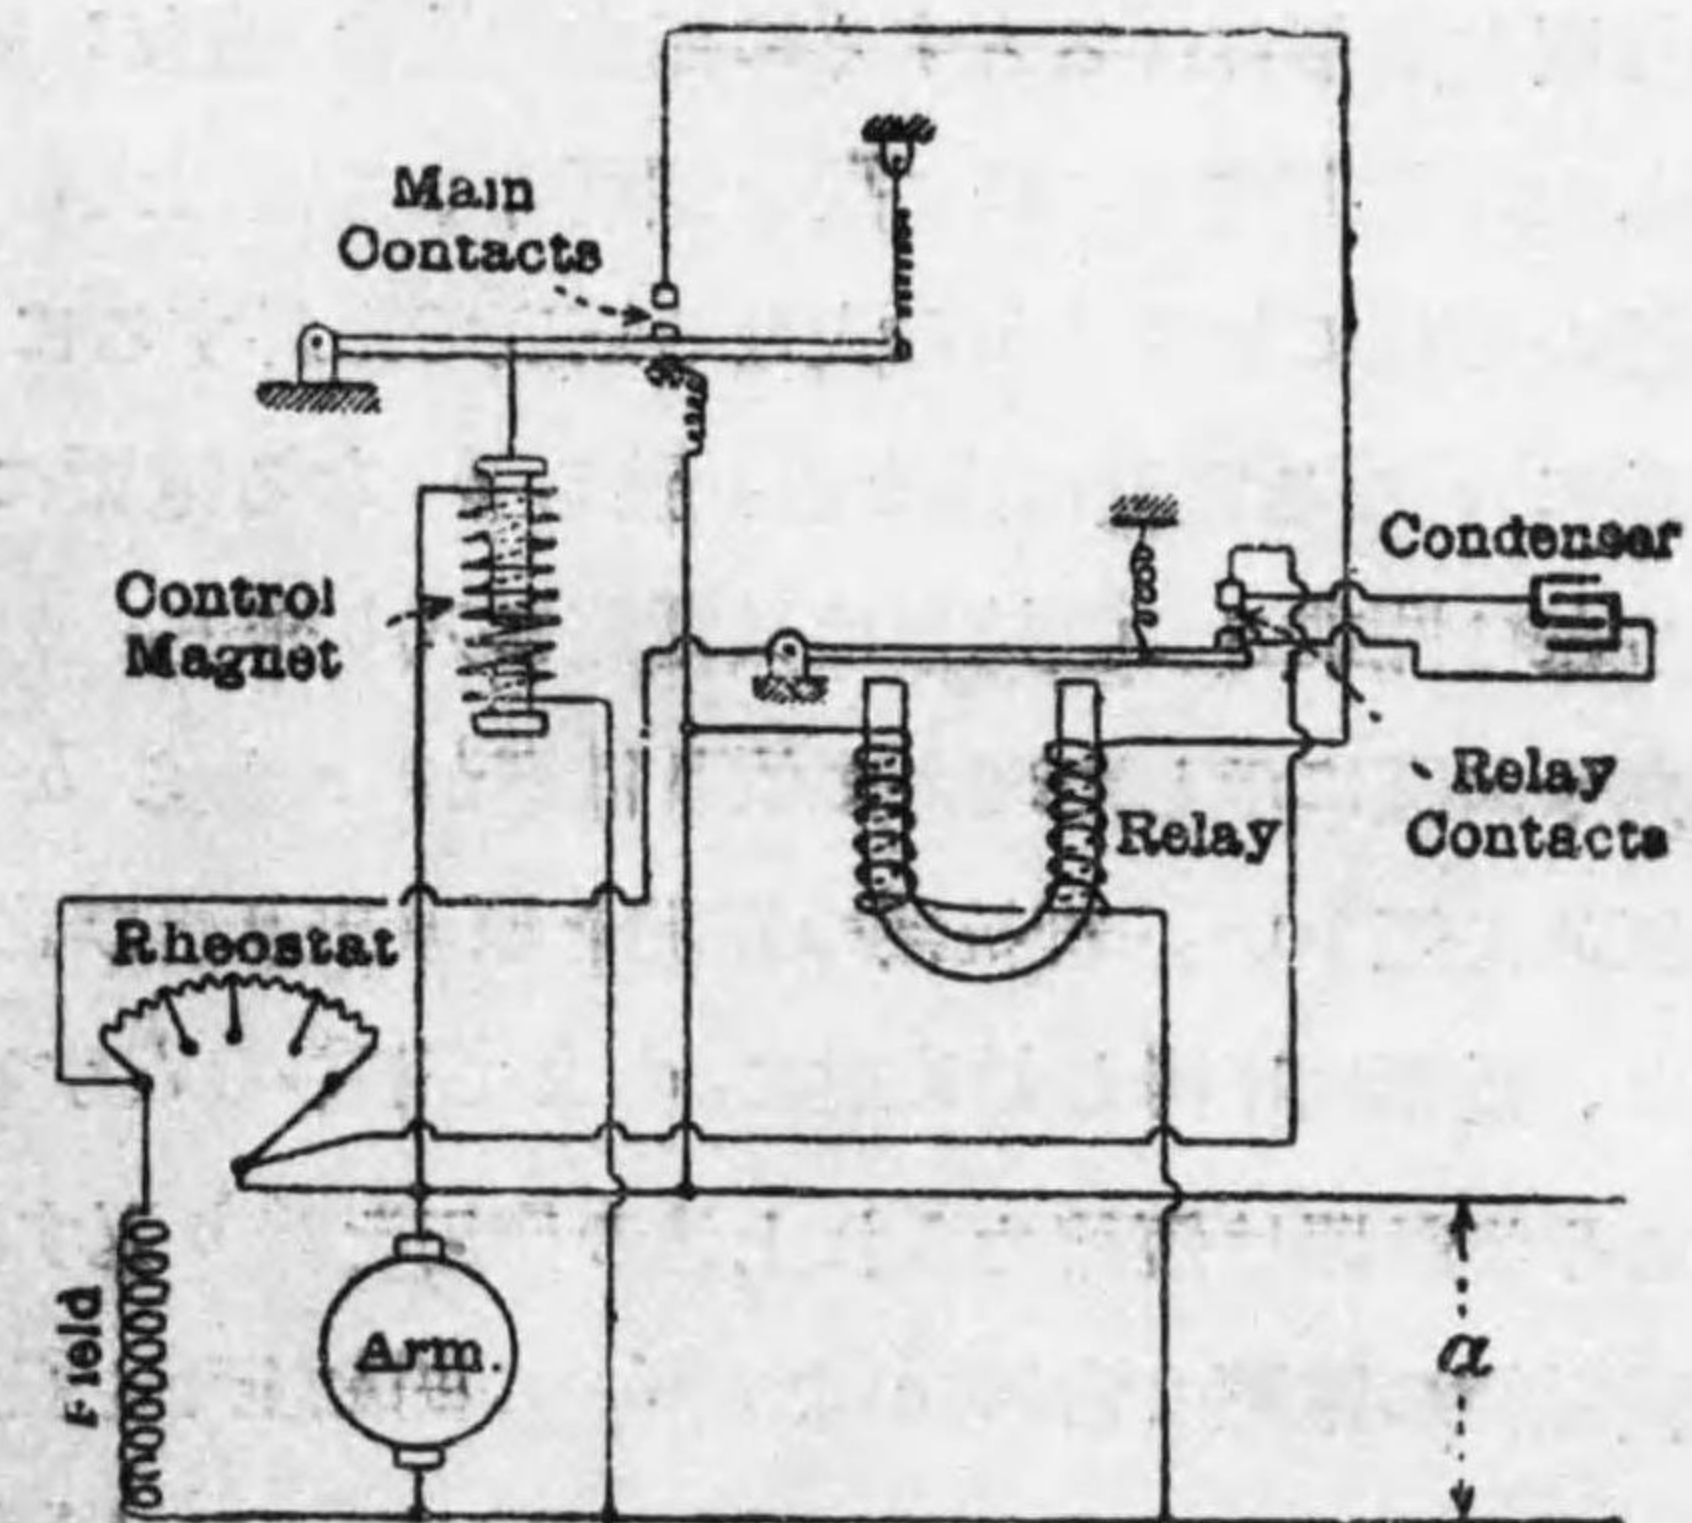 Main
Contacts
Condenser
Control
Magnet
Relay
Contacts
Relay
Rheostat
Field
Arm.
a